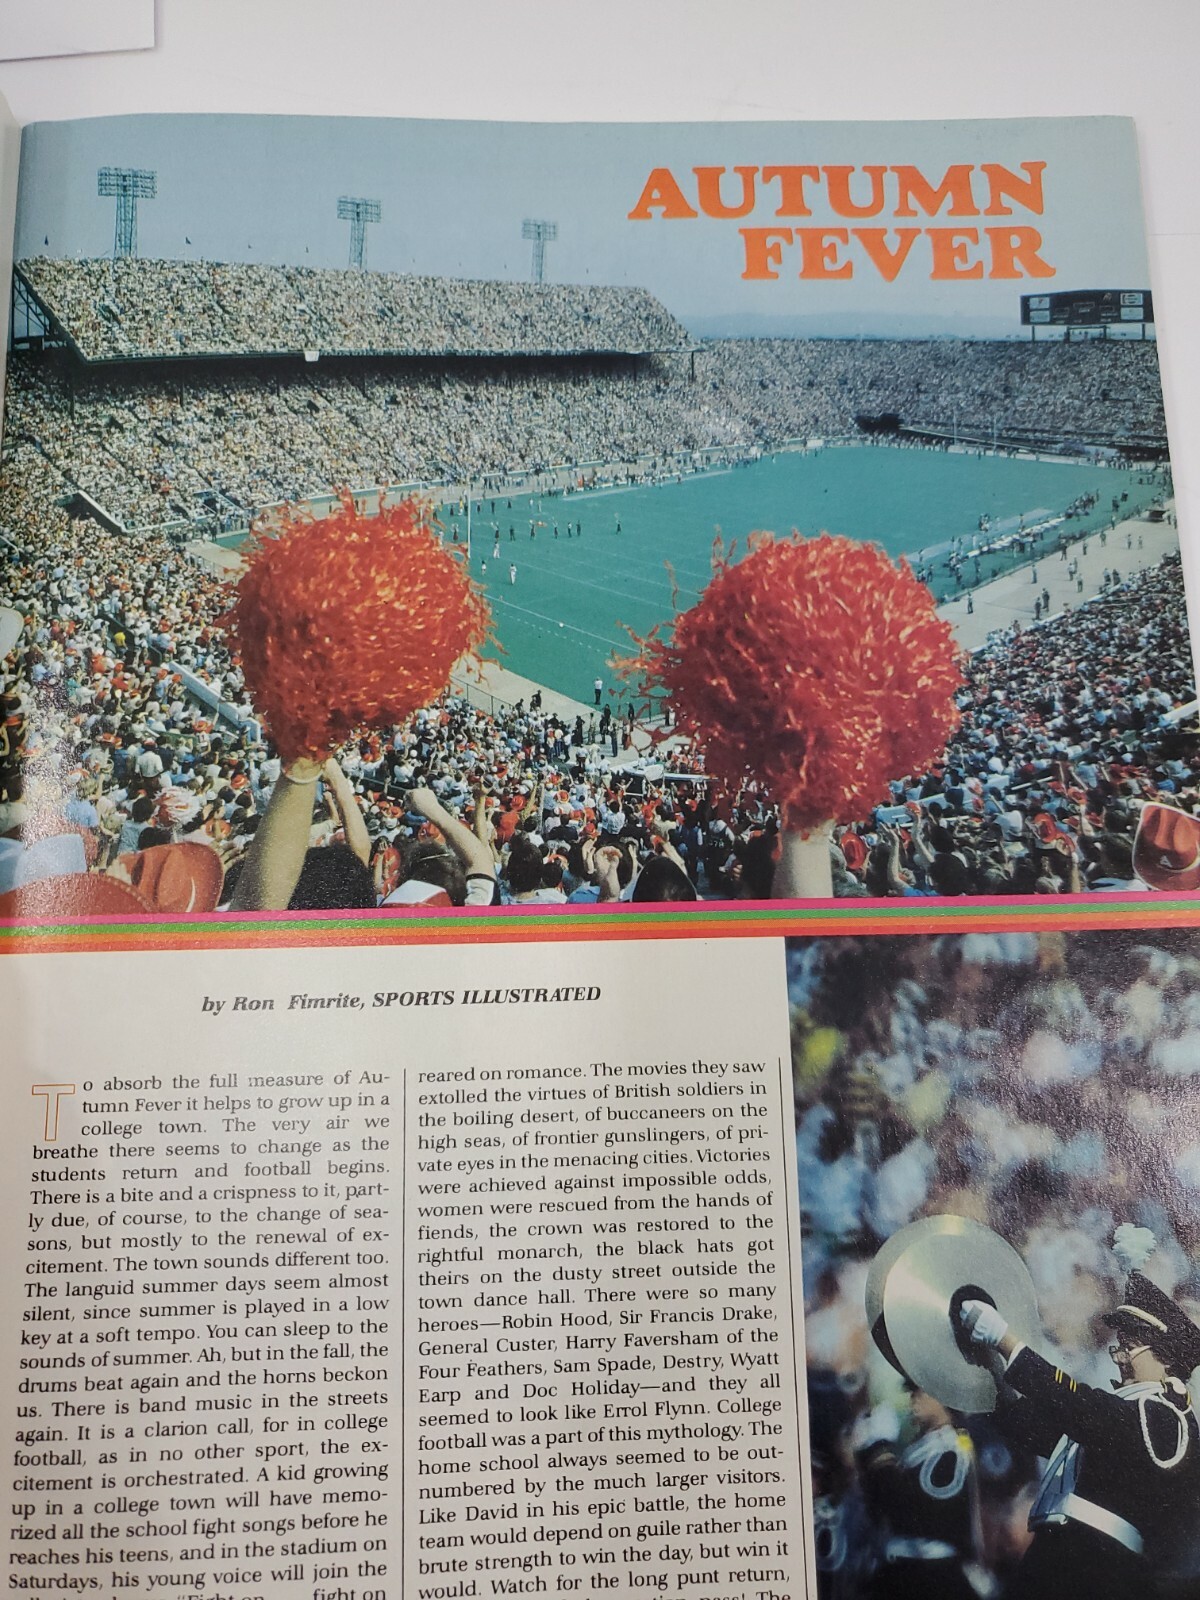 AUTUMN
FEVER
by Ron Fimrite, SPORTS ILLUSTRATED
To absorb the full measure of Au-
tumn Fever it helps to grow up in a
college town. The very air we
breathe there seems to change as the
students return and football begins.
There is a bite and a crispness to it, part-
ly due, of course, to the change of sea-
sons, but mostly to the renewal of ex-
citement. The town sounds different too.
The languid summer days seem almost
silent, since summer is played in a low
key at a soft tempo. You can sleep to the
sounds of summer. Ah, but in the fall, the
drums beat again and the horns beckon
us. There is band music in the streets
again. It is a clarion call, for in college
football, as in no other sport, the ex-
citement is orchestrated. A kid growing
up in a college town will have memo-
rized all the school fight songs before he
reaches his teens, and in the stadium on
Saturdays, his young voice will join the
fight on
reared on romance. The movies they saw
extolled the virtues of British soldiers in
the boiling desert, of buccaneers on the
high seas, of frontier gunslingers, of pri-
vate eyes in the menacing cities. Victories
were achieved against impossible odds,
women were rescued from the hands of
fiends, the crown was restored to the
rightful monarch, the black hats got
theirs on the dusty street outside the
town dance hall. There were so many
heroes—Robin Hood, Sir Francis Drake,
General Custer, Harry Faversham of the
Four Feathers, Sam Spade, Destry, Wyatt
Earp and Doc Holiday—and they all
seemed to look like Errol Flynn. College
football was a part of this mythology. The
home school always seemed to be out-
numbered by the much larger visitors.
Like David in his epic battle, the home
team would depend on guile rather than
brute strength to win the day, but win it
would. Watch for the long punt return,
pass! The
A